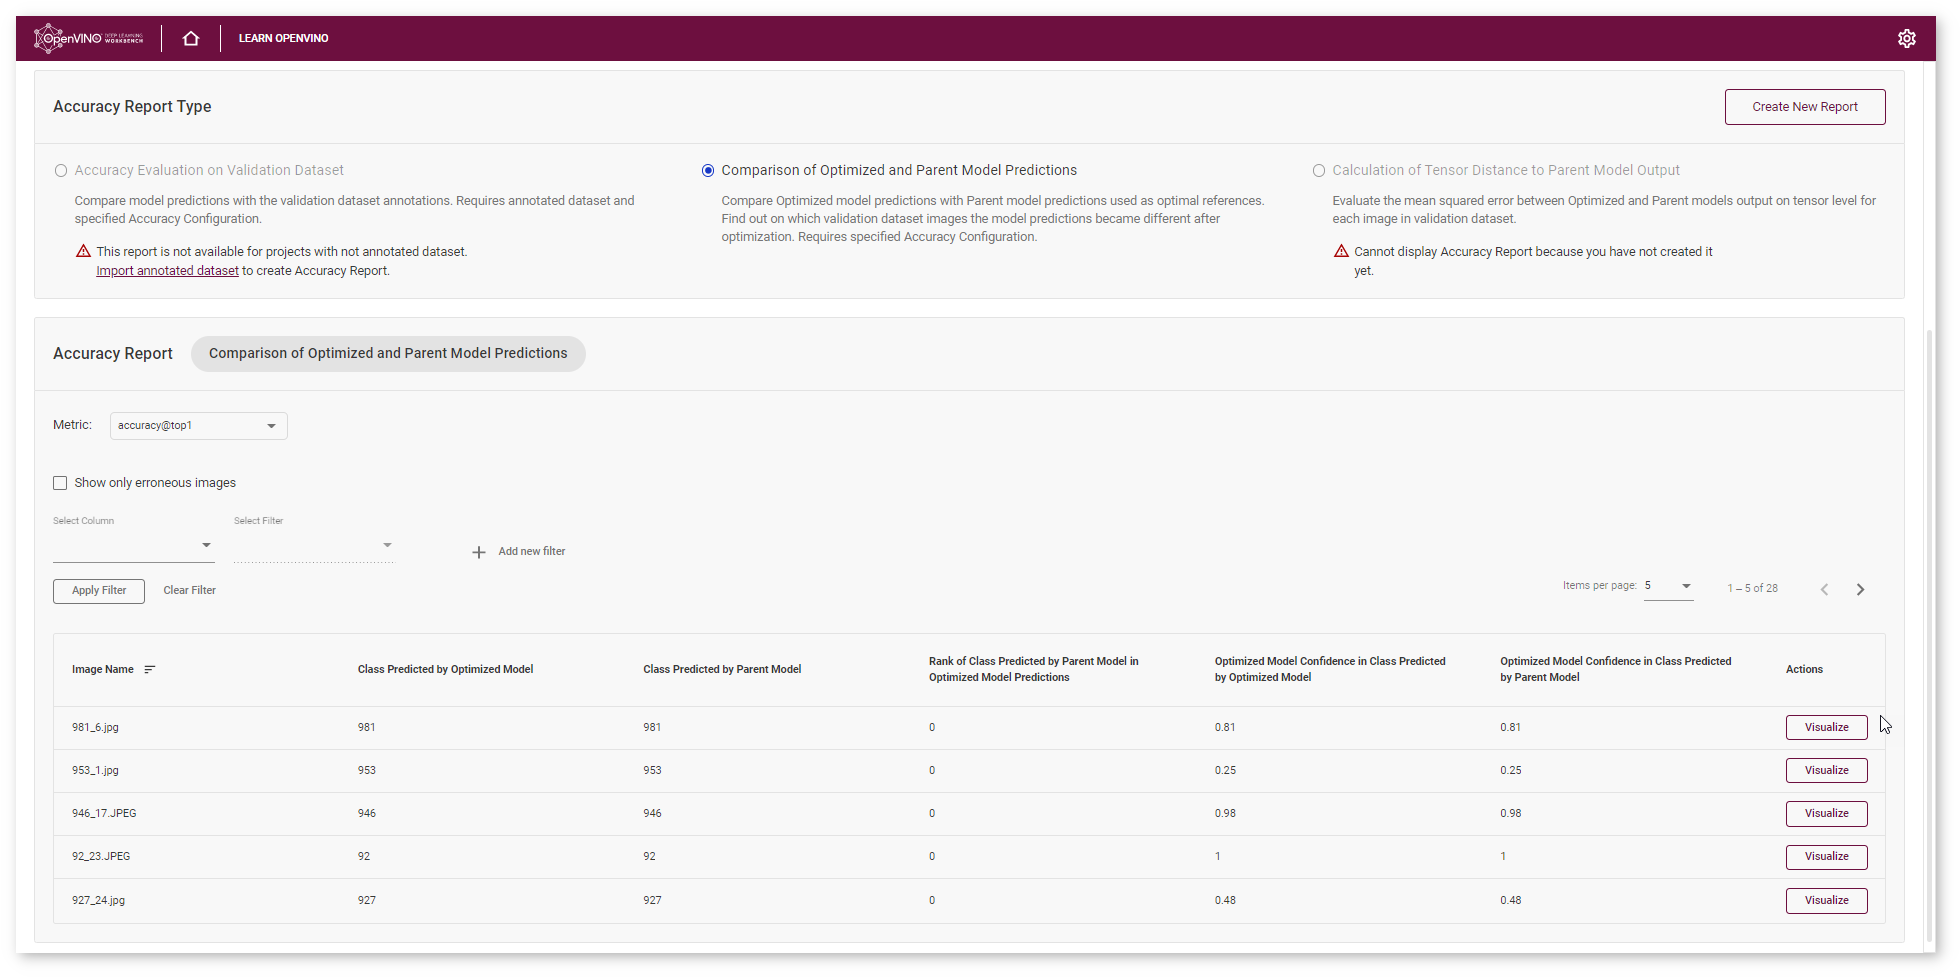 OpenVINO DEEP LEARNING WORKBENCH LEARN OPENVINO
Accuracy Report Type
Create New Report
Accuracy Evaluation on Validation Dataset
Compare model predictions with the validation dataset annotations. Requires annotated dataset and
specified Accuracy Configuration.
This report is not available for projects with not annotated dataset.
Import annotated dataset to create Accuracy Report.
Comparison of Optimized and Parent Model Predictions
Compare Optimized model predictions with Parent model predictions used as optimal references.
Find out on which validation dataset images the model predictions became different after
optimization. Requires specified Accuracy Configuration.
Calculation of Tensor Distance to Parent Model Output
Evaluate the mean squared error between Optimized and Parent models output on tensor level for
each image in validation dataset.
Cannot display Accuracy Report because you have not created it
yet.
Accuracy Report Comparison of Optimized and Parent Model Predictions
Metric: accuracy@top1
Show only erroneous images
Select Column Select Filter
Add new filter
Apply Filter Clear Filter
Items per page: 5 1 – 5 of 28
Image Name
Class Predicted by Optimized Model
Class Predicted by Parent Model
Rank of Class Predicted by Parent Model in
Optimized Model Predictions
Optimized Model Confidence in Class Predicted
by Optimized Model
Optimized Model Confidence in Class Predicted
by Parent Model
Actions
981_6.jpg 981 981 0 0.81 0.81 Visualize
953_1.jpg 953 953 0 0.25 0.25 Visualize
946_17.JPEG 946 946 0 0.98 0.98 Visualize
92_23.JPEG 92 92 0 1 1 Visualize
927_24.jpg 927 927 0 0.48 0.48 Visualize